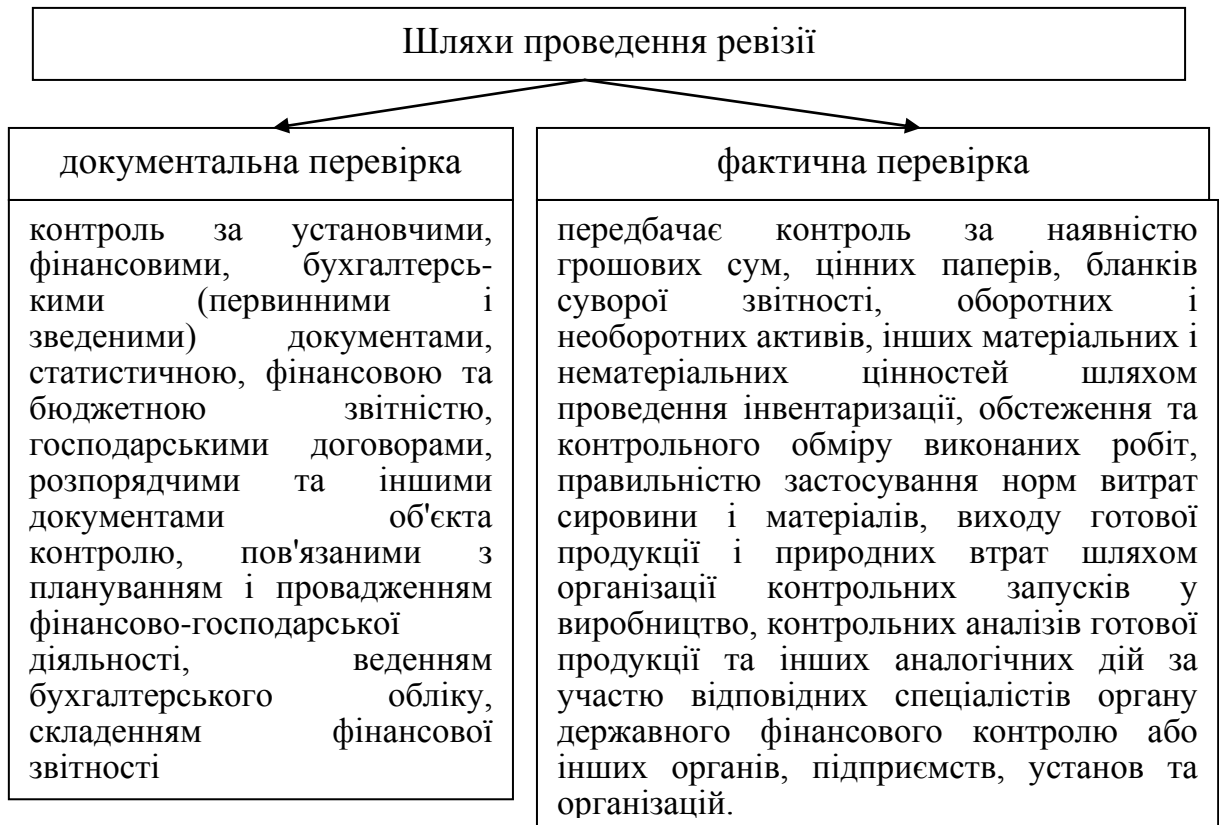 Шляхи проведення ревізії
документальна перевірка
контроль за установчими,
фінансовими, бухгалтерсь-
кими (первинними і
зведеними) документами,
статистичною, фінансовою та
бюджетною звітністю,
господарськими договорами,
розпорядчими та іншими
документами об'єкта
контролю, пов'язаними з
плануванням і провадженням
фінансово-господарської
діяльності, веденням
бухгалтерського обліку,
складенням фінансової
звітності
фактична перевірка
передбачає контроль за наявністю
грошових сум, цінних паперів, бланків
суворої звітності, оборотних і
необоротних активів, інших матеріальних і
нематеріальних цінностей шляхом
проведення інвентаризації, обстеження та
контрольного обміру виконаних робіт,
правильністю застосування норм витрат
сировини і матеріалів, виходу готової
продукції і природних втрат шляхом
організації контрольних запусків у
виробництво, контрольних аналізів готової
продукції та інших аналогічних дій за
участю відповідних спеціалістів органу
державного фінансового контролю або
інших органів, підприємств, установ та
організацій.